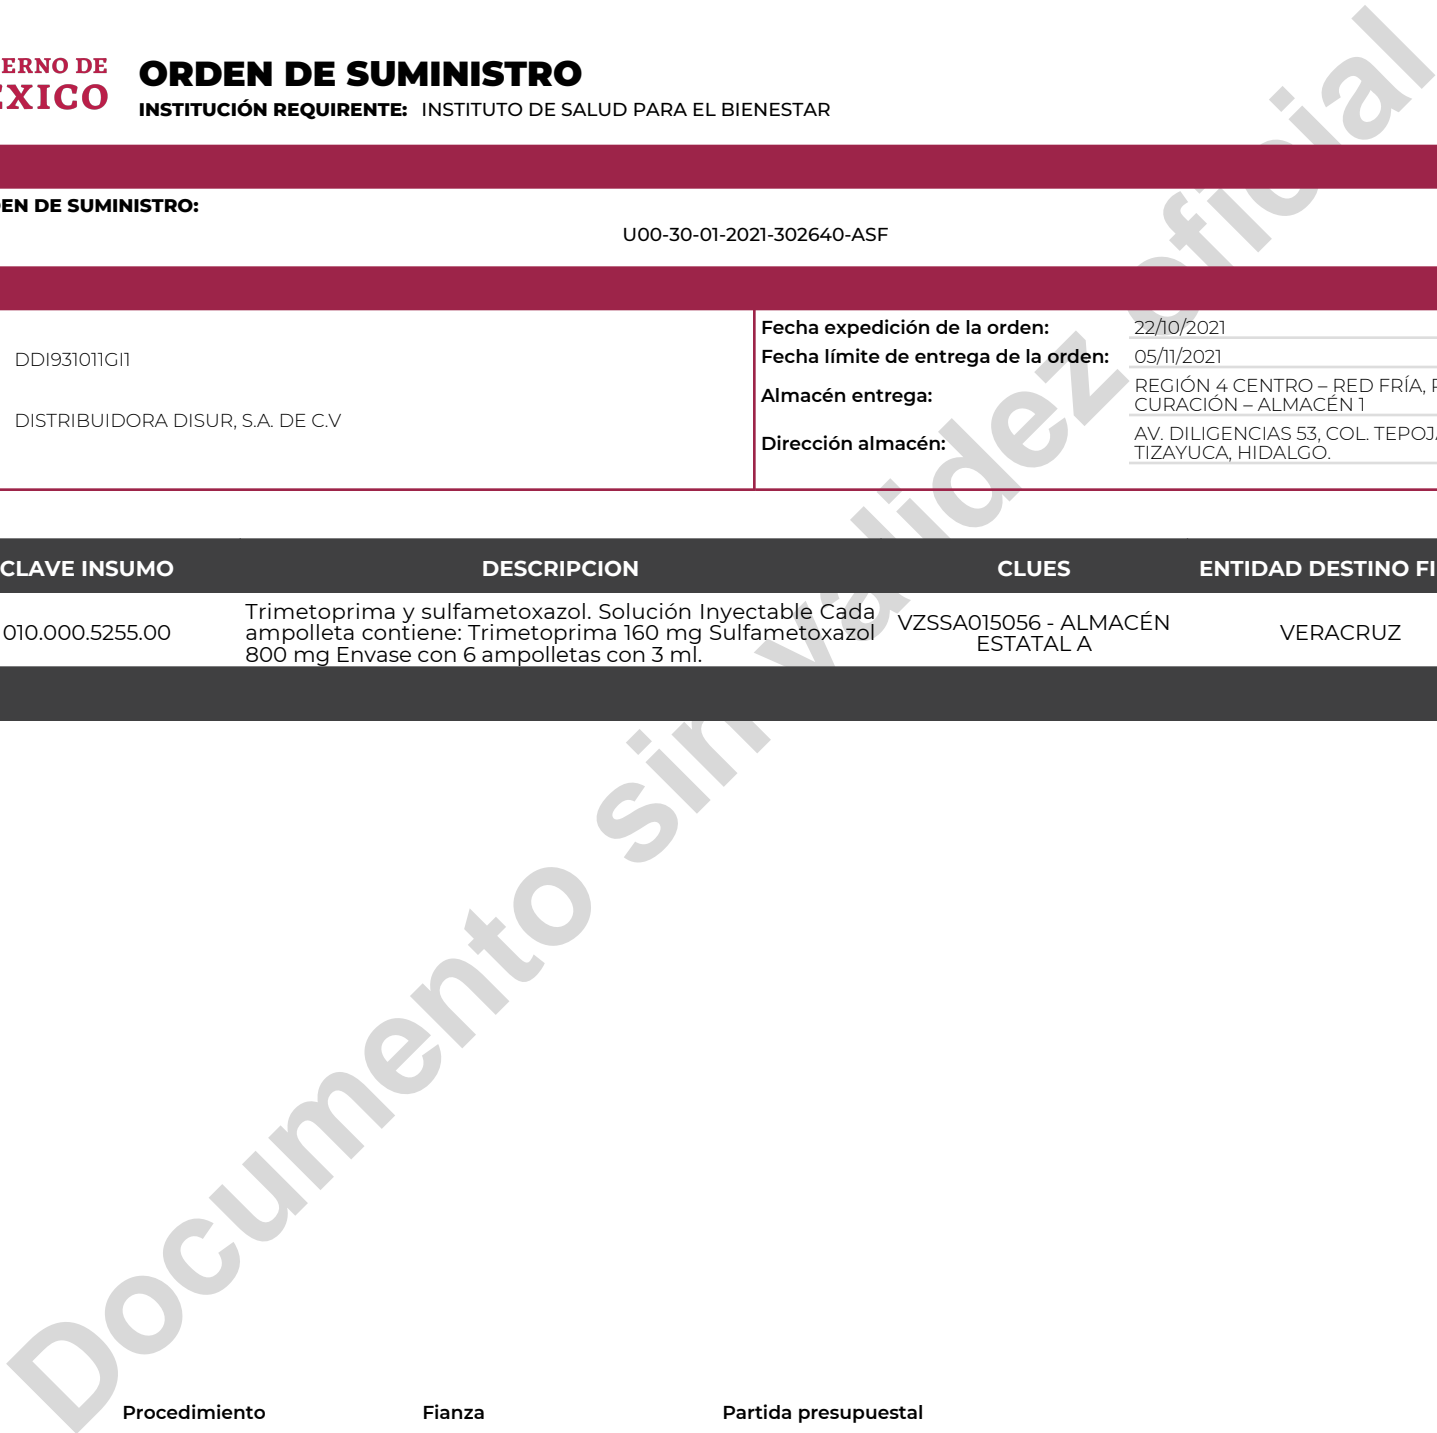 ERNO DE
ÉXICO
ORDEN DE SUMINISTRO
INSTITUCIÓN REQUIRENTE: INSTITUTO DE SALUD PARA EL BIENESTAR
EN DE SUMINISTRO:
U00-30-01-2021-302640-ASF
DDI931011GI1
DISTRIBUIDORA DISUR, S.A. DE C.V
Fecha expedición de la orden: 22/10/2021
Fecha límite de entrega de la orden: 05/11/2021
Almacén entrega: REGIÓN 4 CENTRO – RED FRÍA,
CURACIÓN – ALMACÉN 1
Dirección almacén: AV. DILIGENCIAS 53, COL. TEPOJA
TIZAYUCA, HIDALGO.
CLAVE INSUMO DESCRIPCION CLUES ENTIDAD DESTINO FI
010.000.5255.00
Trimetoprima y sulfametoxazol. Solución Inyectable Cada
ampolleta contiene: Trimetoprima 160 mg Sulfametoxazol
800 mg Envase con 6 ampolletas con 3 ml.
VZSSA015056 - ALMACÉN
ESTATAL A
VERACRUZ
Documento sin validez oficial
Procedimiento Fianza Partida presupuestal